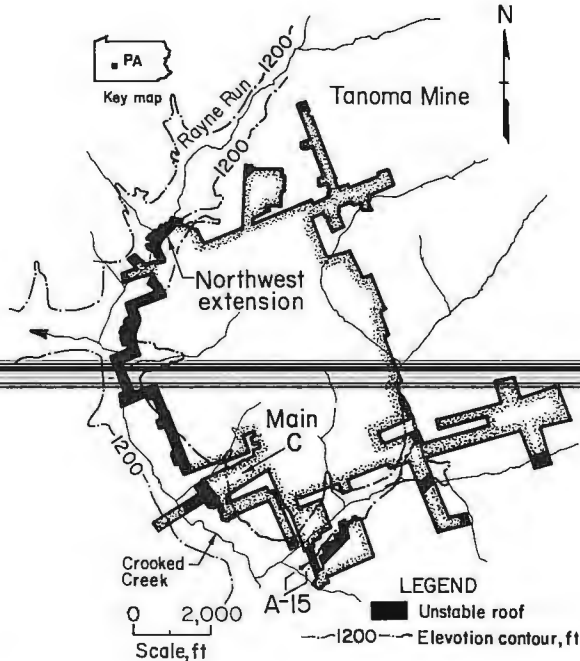 N
PA
Key map
Rayne Run
1200
1200
Tanoma Mine
Northwest
extension
Main
C
1200
Crooked
Creek
A-15
LEGEND
Unstable roof
1200 Elevotion contour, ft
0 2,000
Scale, ft